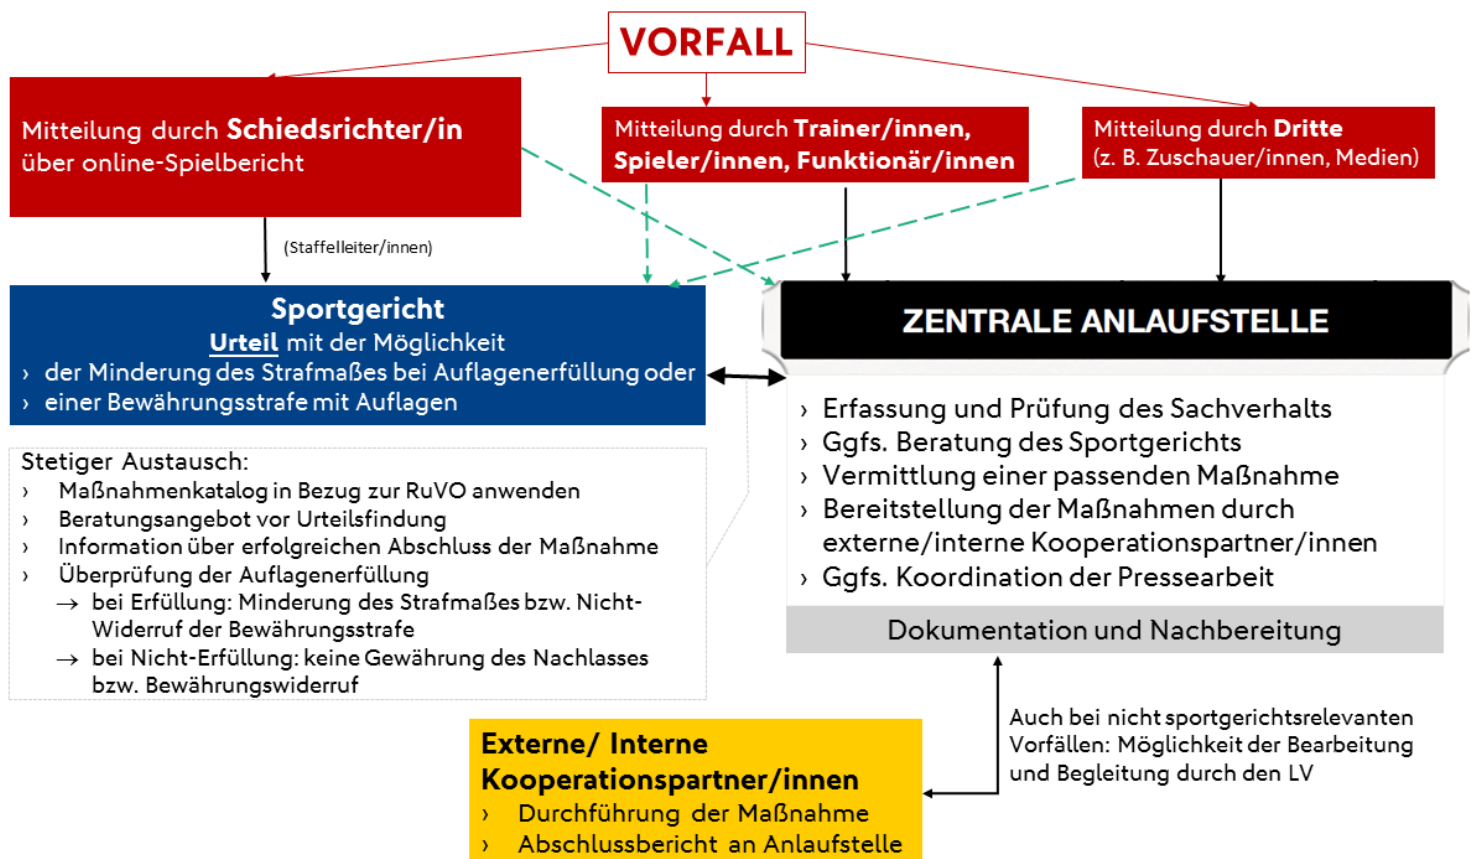 VORFALL
Mitteilung durch Schiedsrichter/in
über online-Spielbericht
Mitteilung durch Trainer/innen,
Spieler/innen, Funktionär/innen
Mitteilung durch Dritte
(z. B. Zuschauer/innen, Medien)
(Staffelleiter/innen)
Sportgericht
Urteil mit der Möglichkeit
› der Minderung des Strafmaßes bei Auflagenerfüllung oder
› einer Bewährungsstrafe mit Auflagen
ZENTRALE ANLAUFSTELLE
› Erfassung und Prüfung des Sachverhalts
› Ggfs. Beratung des Sportgerichts
› Vermittlung einer passenden Maßnahme
› Bereitstellung der Maßnahmen durch
externe/interne Kooperationspartner/innen
› Ggfs. Koordination der Pressearbeit
Dokumentation und Nachbereitung
Stetiger Austausch:
› Maßnahmenkatalog in Bezug zur RuVO anwenden
› Beratungsangebot vor Urteilsfindung
› Information über erfolgreichen Abschluss der Maßnahme
› Überprüfung der Auflagenerfüllung
→ bei Erfüllung: Minderung des Strafmaßes bzw. Nicht-
Widerruf der Bewährungsstrafe
→ bei Nicht-Erfüllung: keine Gewährung des Nachlasses
bzw. Bewährungswiderruf
Auch bei nicht sportgerichtsrelevanten
Vorfällen: Möglichkeit der Bearbeitung
und Begleitung durch den LV
Externe/ Interne
Kooperationspartner/innen
› Durchführung der Maßnahme
› Abschlussbericht an Anlaufstelle